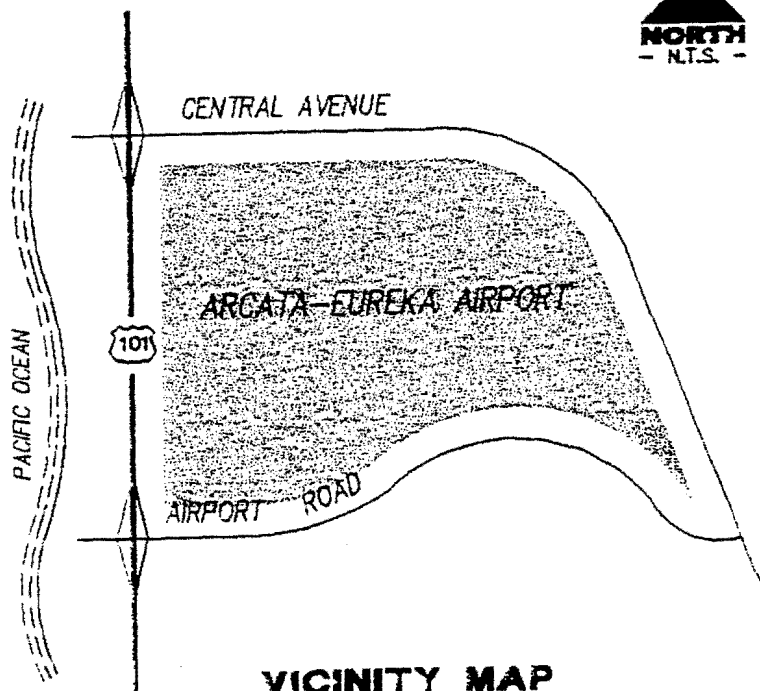 NORTH
- N.T.S. -
CENTRAL AVENUE
ARCATA-EUREKA AIRPORT
101
PACIFIC OCEAN
AIRPORT ROAD
VICINITY MAP